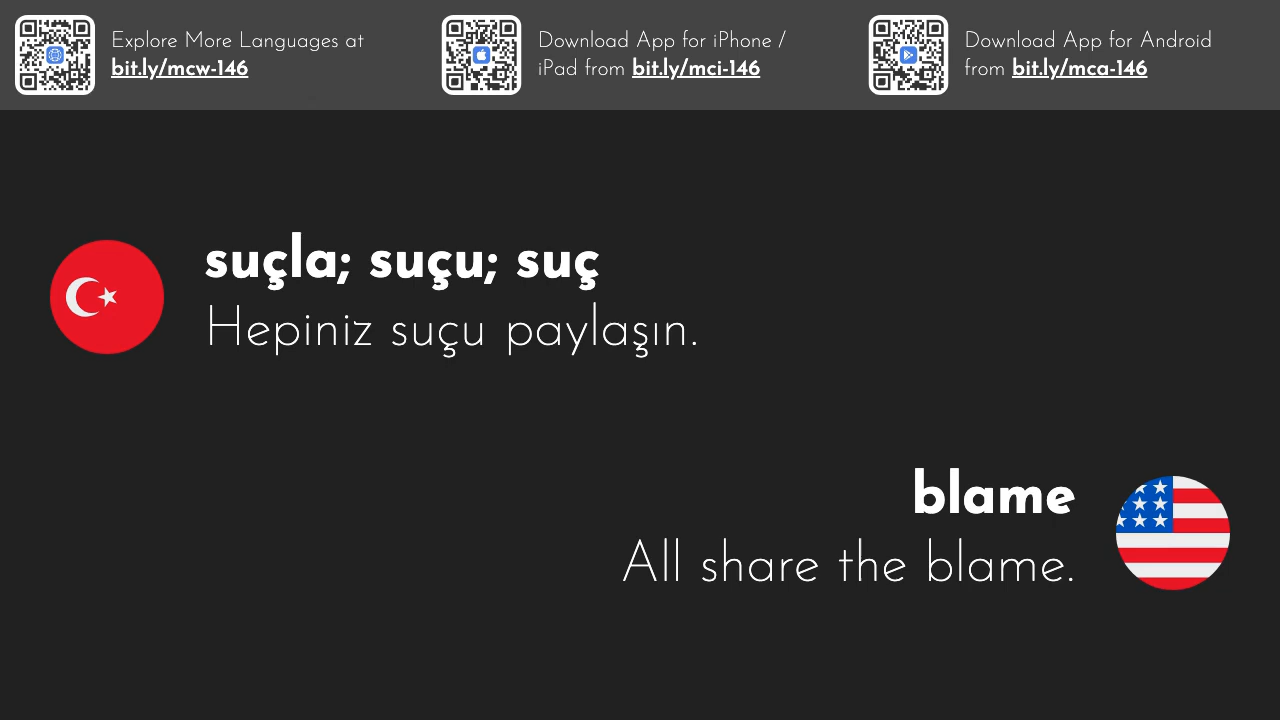 Explore More Languages at
bit.ly/mcw-146
Download App for iPhone /
iPad from bit.ly/mci-146
Download App for Android
from bit.ly/mca-146
suçla; suçu; suç
Hepiniz suçu paylaşın.
blame
All share the blame.